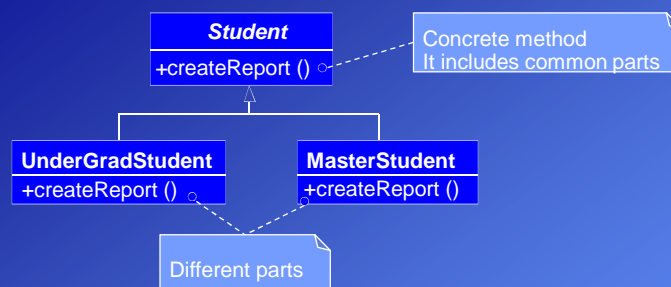 Student
+createReport ()
Concrete method
It includes common parts
UnderGradStudent
+createReport ()
MasterStudent
+createReport ()
Different parts